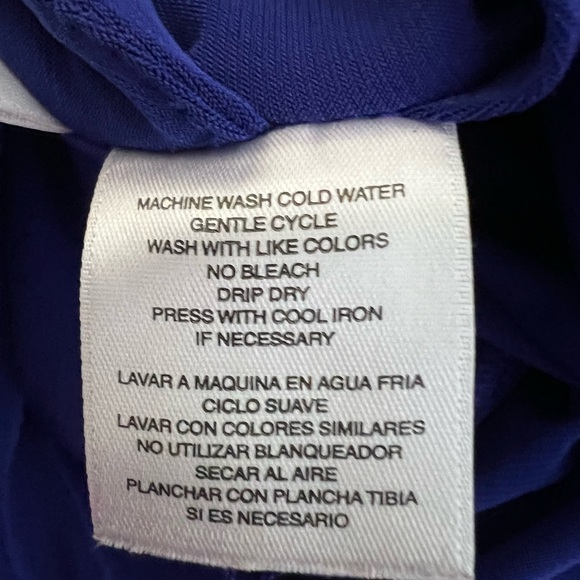 MACHINE WASH COLD WATER
GENTLE CYCLE
WASH WITH LIKE COLORS
NO BLEACH
DRIP DRY
PRESS WITH COOL IRON
IF NECESSARY
LAVAR A MAQUINA EN AGUA FRIA
CICLO SUAVE
LAVAR CON COLORES SIMILARES
NO UTILIZAR BLANQUEADOR
SECAR AL AIRE
PLANCHAR CON PLANCHA TIBIA
SI ES NECESARIO